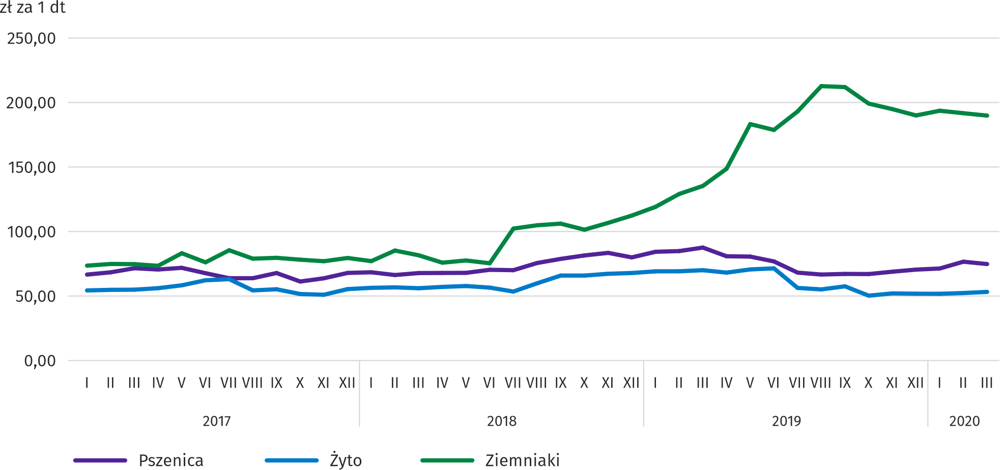 zł za 1 dt
250,00
200,00
150,00
100,00
50,00
0,00
I II III IV V VI VII VIII IX X XI XII I II III IV V VI VII VIII IX X XI XII I II III IV V VI VII VIII IX X XI XII I II III
2017 2018 2019 2020
Pszenica Żyto Ziemniaki